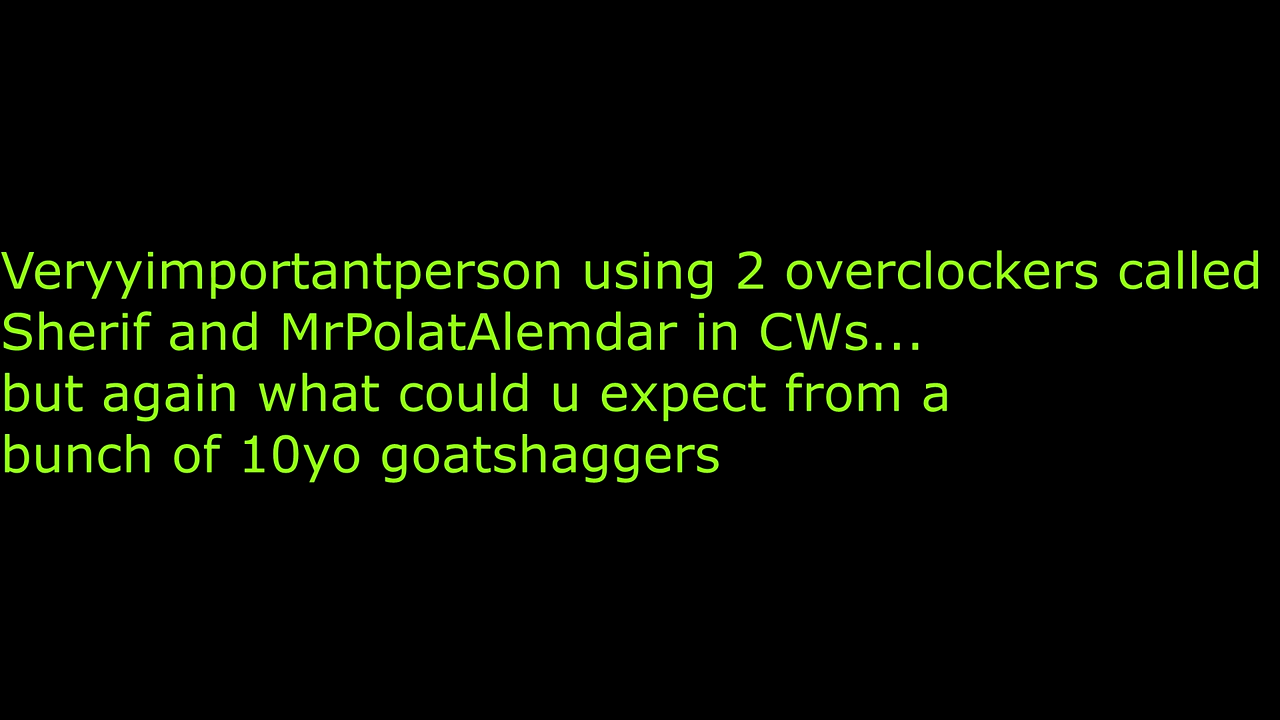 Veryyimportantperson using 2 overclockers called
Sherif and MrPolatAlemdar in CWs...
but again what could u expect from a
bunch of 10yo goatshaggers